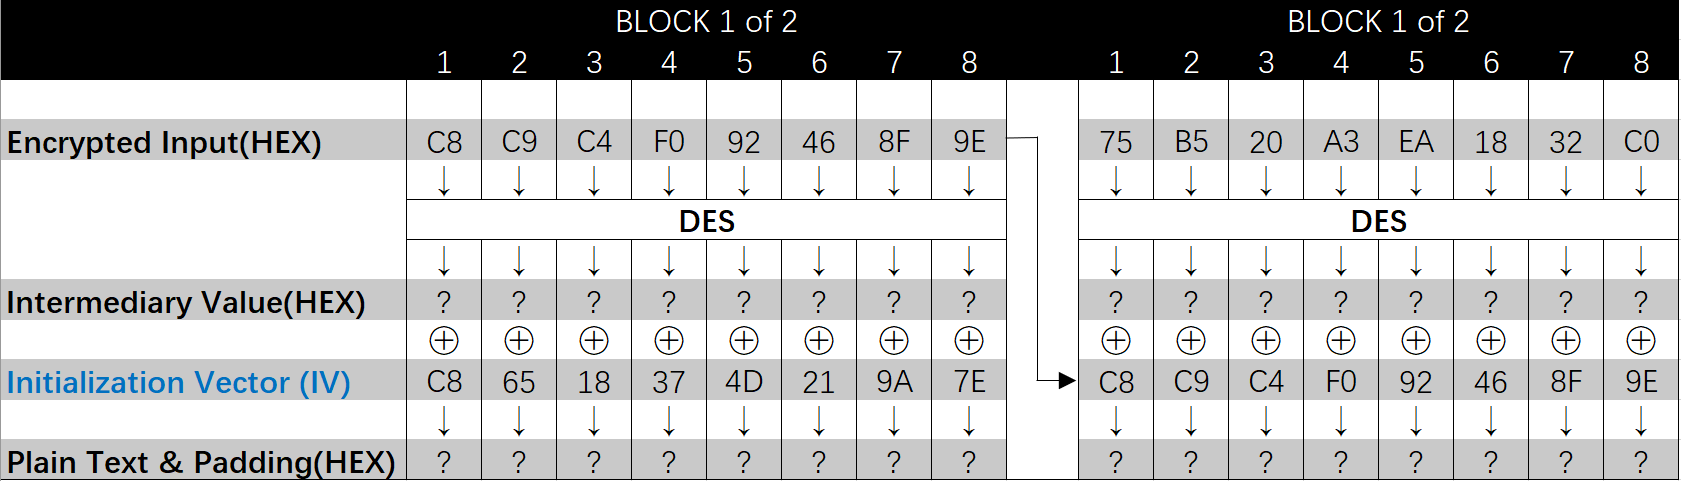 BLOCK 1 of 2 BLOCK 1 of 2
1 2 3 4 5 6 7 8 1 2 3 4 5 6 7 8
Encrypted Input(HEX) C8 C9 C4 F0 92 46 8F 9E 75 B5 20 A3 EA 18 32 C0
↓ ↓ ↓ ↓ ↓ ↓ ↓ ↓ ↓ ↓ ↓ ↓ ↓ ↓ ↓ ↓
DES DES
↓ ↓ ↓ ↓ ↓ ↓ ↓ ↓ ↓ ↓ ↓ ↓ ↓ ↓ ↓ ↓
Intermediary Value(HEX) ? ? ? ? ? ? ? ? ? ? ? ? ? ? ? ?
⊕ ⊕ ⊕ ⊕ ⊕ ⊕ ⊕ ⊕ ⊕ ⊕ ⊕ ⊕ ⊕ ⊕ ⊕ ⊕
Initialization Vector (IV) C8 65 18 37 4D 21 9A 7E C8 C9 C4 F0 92 46 8F 9E
↓ ↓ ↓ ↓ ↓ ↓ ↓ ↓ ↓ ↓ ↓ ↓ ↓ ↓ ↓ ↓
Plain Text & Padding(HEX) ? ? ? ? ? ? ? ? ? ? ? ? ? ? ? ?